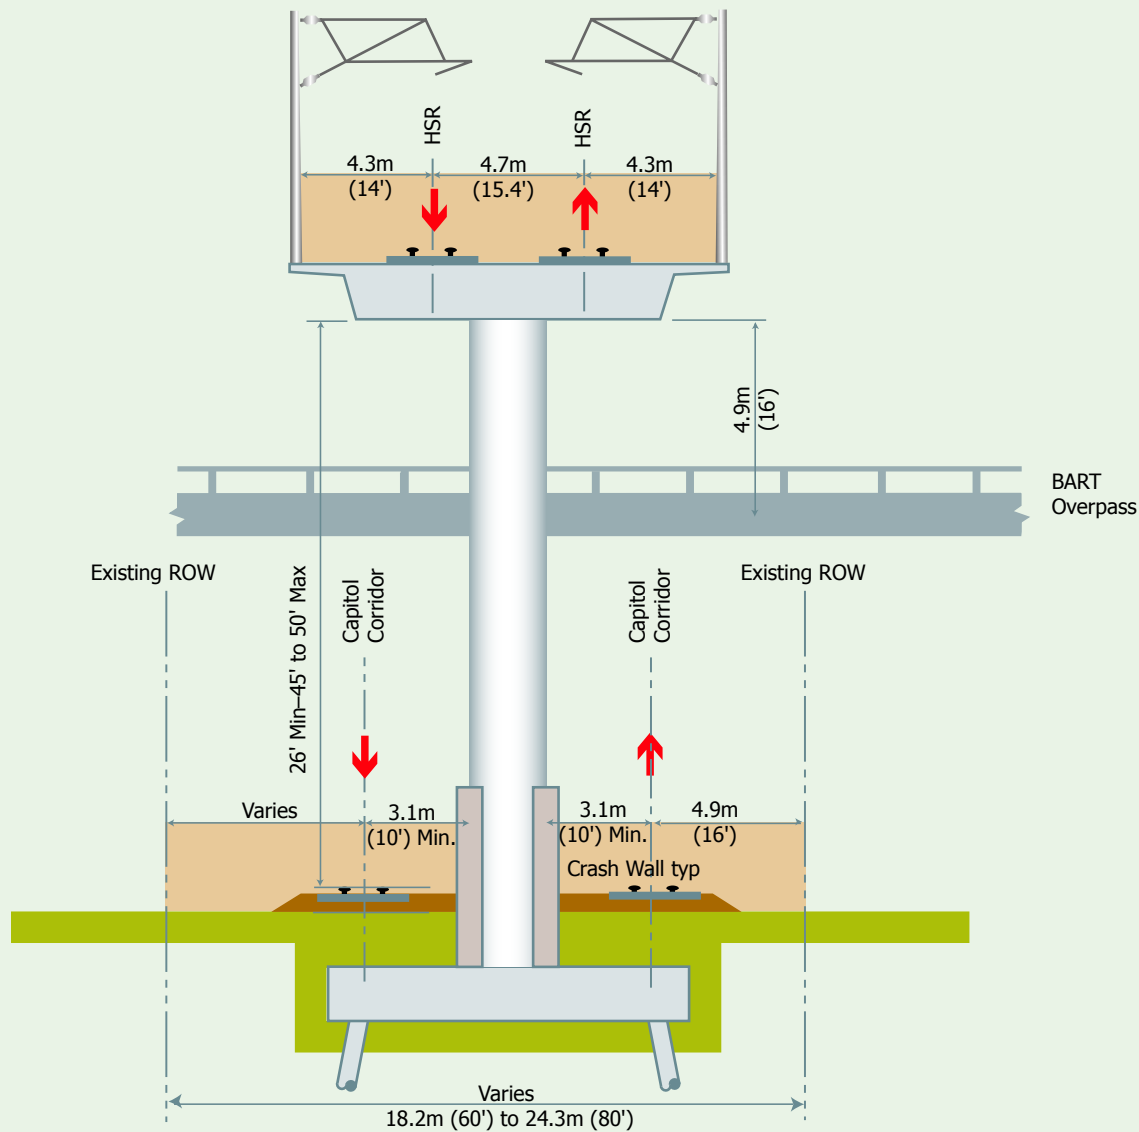 HSR
HSR
4.3m
(14')
4.7m
(15.4')
4.3m
(14')
4.9m
(16')
BART
Overpass
Existing ROW
Existing ROW
26' Min–45' to 50' Max
Capitol
Corridor
Capitol
Corridor
Varies
3.1m
(10') Min.
3.1m
(10') Min.
4.9m
(16')
Crash Wall typ
Varies
18.2m (60') to 24.3m (80')